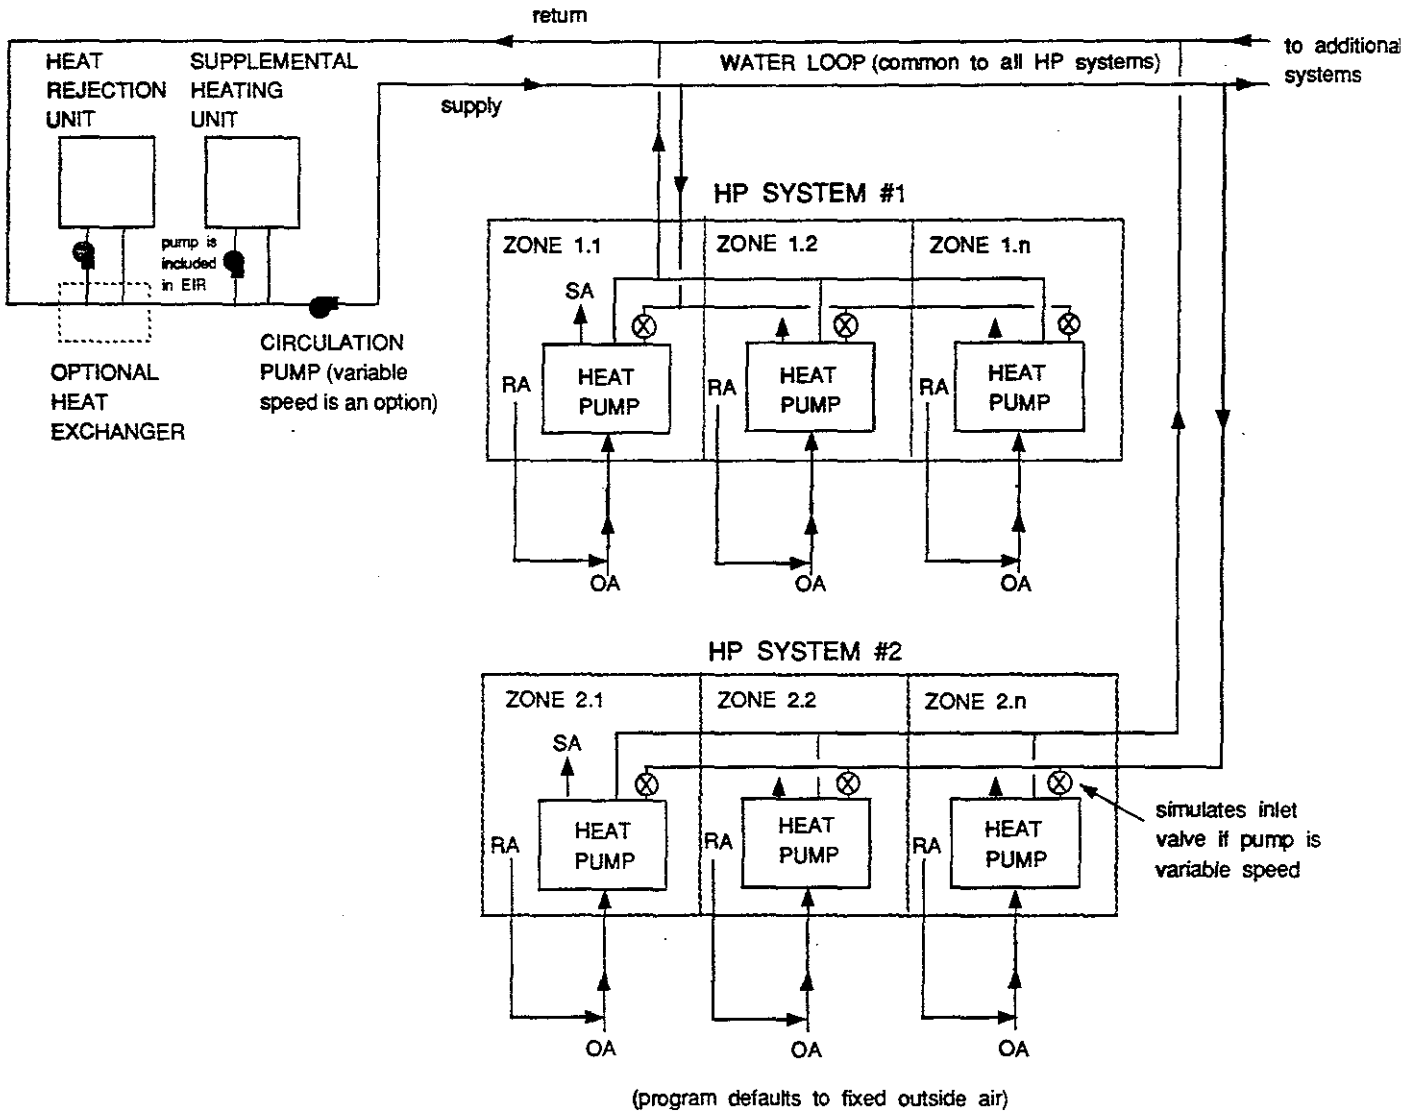 return
to additional
systems
WATER LOOP (common to all HP systems)
supply
HEAT
REJECTION
UNIT
SUPPLEMENTAL
HEATING
UNIT
pump is
included
in EIR
OPTIONAL
HEAT
EXCHANGER
CIRCULATION
PUMP (variable
speed is an option)
HP SYSTEM #1
ZONE 1.1
ZONE 1.2
ZONE 1.n
SA
RA
HEAT
PUMP
RA
HEAT
PUMP
RA
HEAT
PUMP
OA
OA
OA
HP SYSTEM #2
ZONE 2.1
ZONE 2.2
ZONE 2.n
SA
RA
HEAT
PUMP
RA
HEAT
PUMP
RA
HEAT
PUMP
simulates inlet
valve if pump is
variable speed
OA
OA
OA
(program defaults to fixed outside air)